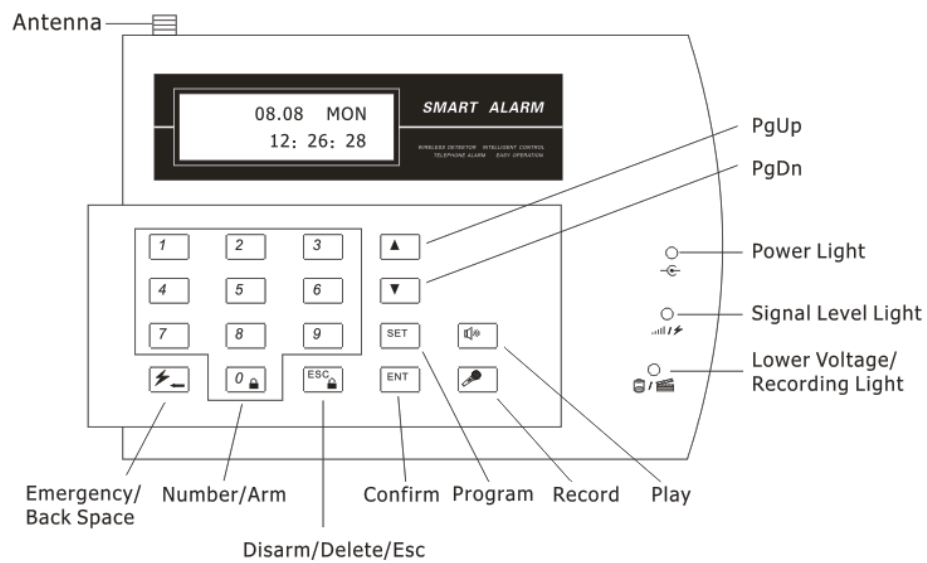 Antenna
08.08 MON
12: 26: 28
SMART ALARM
WIRELESS DETECTOR INTELLIGENT CONTROL
TELEPHONE ALARM EASY OPERATION
PgUp
PgDn
1 2 3
4 5 6
7 8 9
0
ESC
SET
ENT
Power Light
Signal Level Light
Lower Voltage/
Recording Light
Emergency/
Back Space
Number/Arm
Confirm
Program
Record
Play
Disarm/Delete/Esc